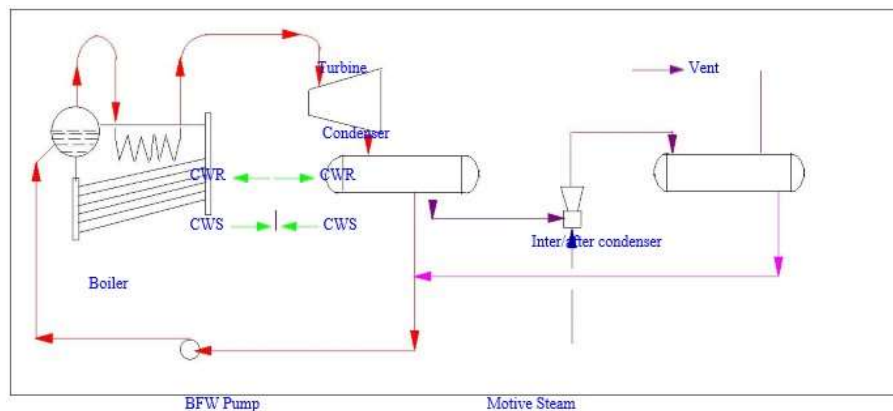 Turbine
Vent
Condenser
CWR
CWR
CWS
CWS
Inter/after condenser
Boiler
BFW Pump
Motive Steam